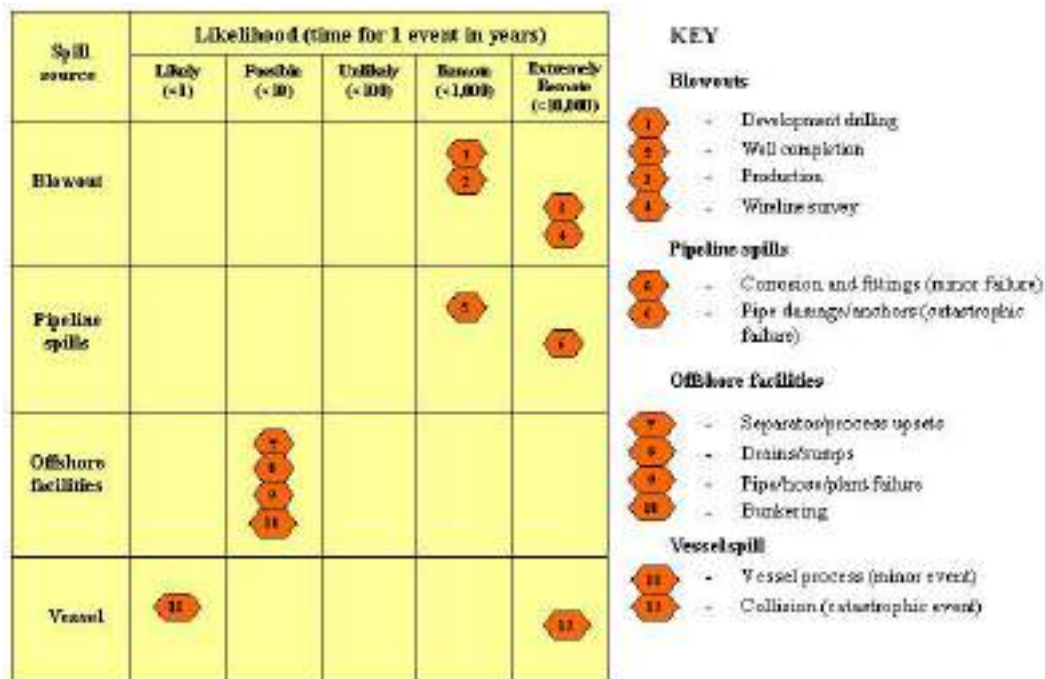 Spill source
Likelihood (time for 1 event in years)
Likely (<1)
Possible (<10)
Unlikely (<100)
Remote (<1,000)
Extremely Remote (<10,000)
Blowout
1
2
3
4
Pipeline spills
5
6
Offshore facilities
7
8
9
10
Vessel
11
12
KEY
Blowouts
1 - Development drilling
2 - Well completion
3 - Production
4 - Wireline survey
Pipeline spills
5 - Corrosion and fittings (minor failure)
6 - Pipe damage/anchors (catastrophic
failure)
Offshore facilities
7 - Separator/process upsets
8 - Drains/sumps
9 - Pipe/hose/plant failure
10 - Bunkering
Vessel spill
11 - Vessel process (minor event)
- Collision (catastrophic event)